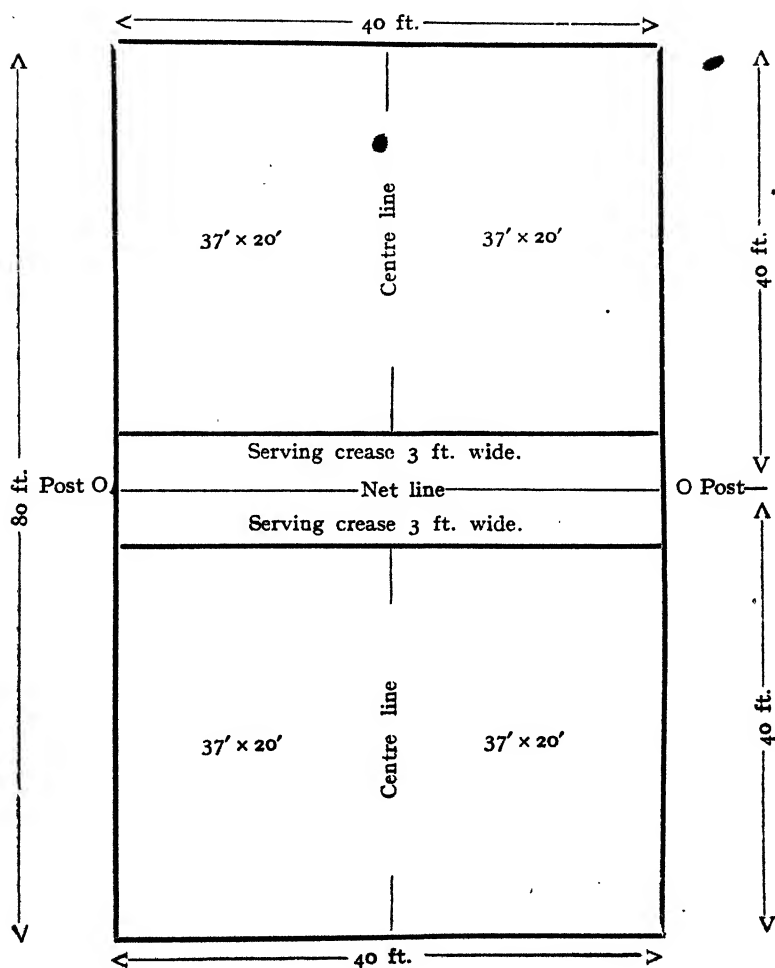 40 ft.
Centre line
37' × 20'
37' × 20'
40 ft.
Serving crease 3 ft. wide.
80 ft.
Post O
Net line
O Post
Serving crease 3 ft. wide.
Centre line
37' × 20'
37' × 20'
40 ft.
40 ft.